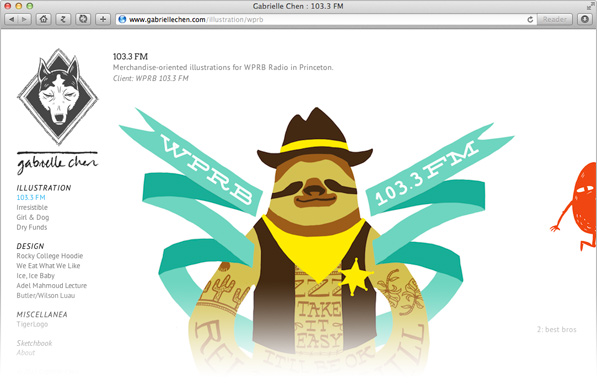 Gabrielle Chen : 103.3 FM
www.gabriellechen.com/illustration/wprb
Reader
gabrielle chen
103.3 FM
Merchandise-oriented illustrations for WPRB Radio in Princeton.
Client: WPRB 103.3 FM
ILLUSTRATION
103.3 FM
Irresistible
Girl & Dog
Dry Funds
DESIGN
Rocky College Hoodie
We Eat What We Like
Ice, Ice Baby
Adel Mahmoud Lecture
Butler/Wilson Luau
MISCELLANEA
TigerLogo
Sketchbook
About
WPRB
103.3 FM
ZZZ
TAKE
IT
EASY
2: best bros